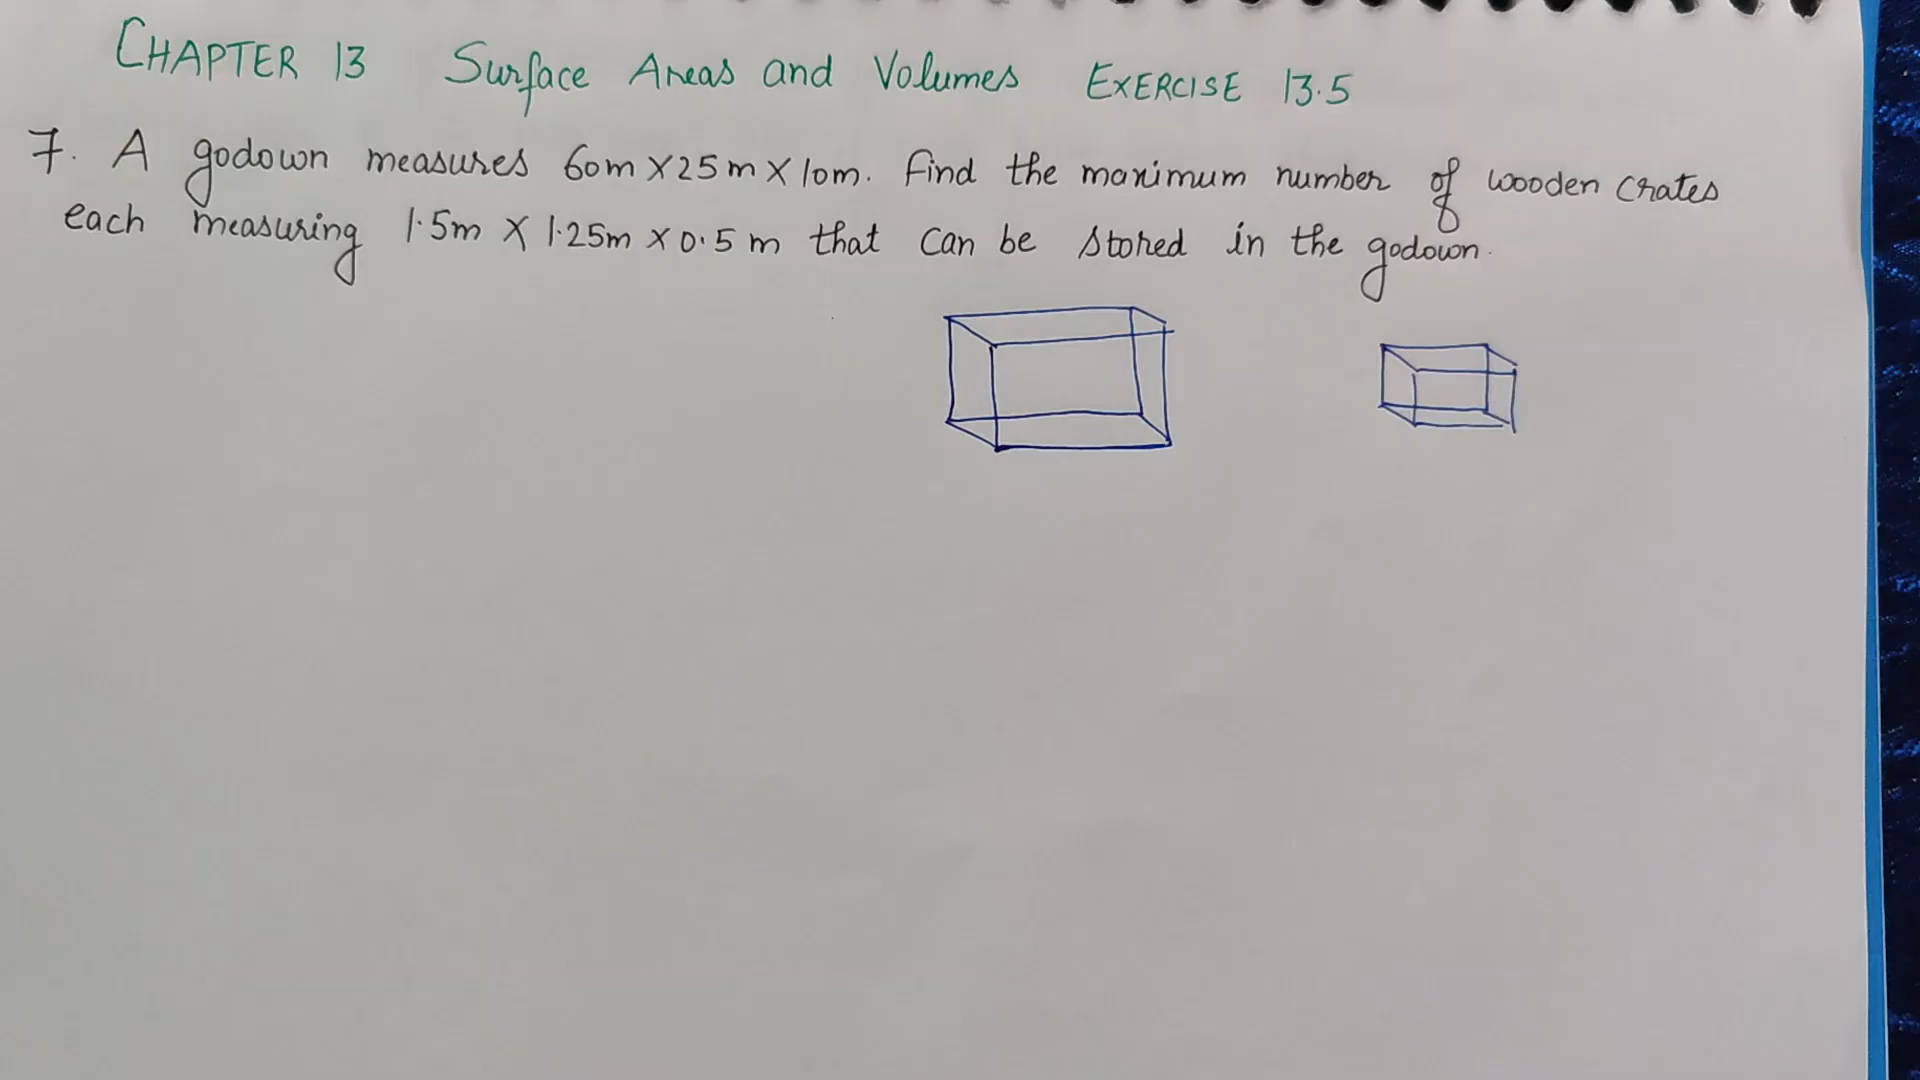 CHAPTER 13 Surface Areas and Volumes EXERCISE 13.5
7. A godown measures 60m X 25m X 10m. Find the maximum number of wooden crates
each measuring 1.5m X 1.25m X 0.5 m that can be stored in the godown.